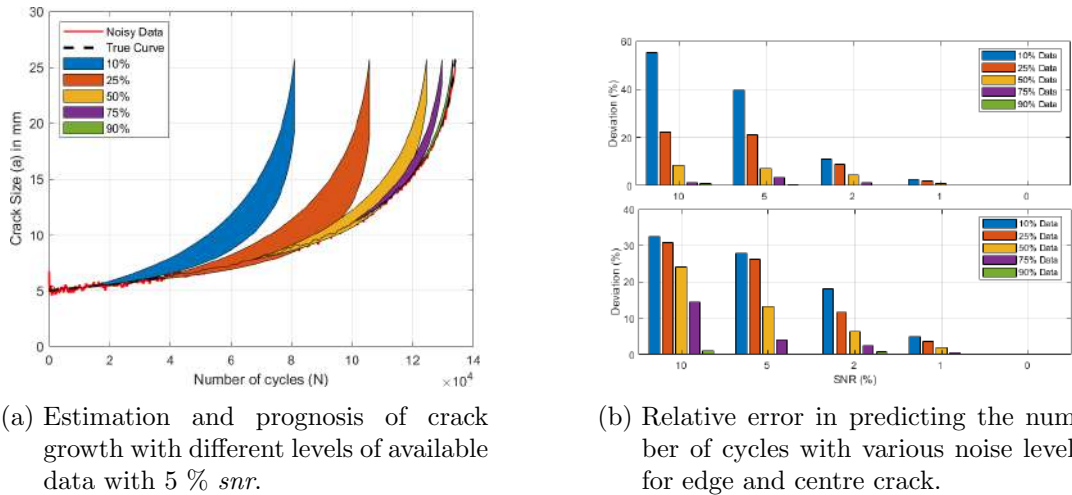 30
25
20
15
10
5
0
Crack Size (a) in mm
Noisy Data
True Curve
10%
25%
50%
75%
90%
0 2 4 6 8 10 12 14
Number of cycles (N)
×10⁴
(a) Estimation and prognosis of crack
growth with different levels of available
data with 5 % snr.
60
40
20
0
Deviation (%)
10% Data
25% Data
50% Data
75% Data
90% Data
10 5 2 1 0
40
30
20
10
0
Deviation (%)
10% Data
25% Data
50% Data
75% Data
90% Data
10 5 2 1 0
SNR (%)
(b) Relative error in predicting the num
ber of cycles with various noise level
for edge and centre crack.